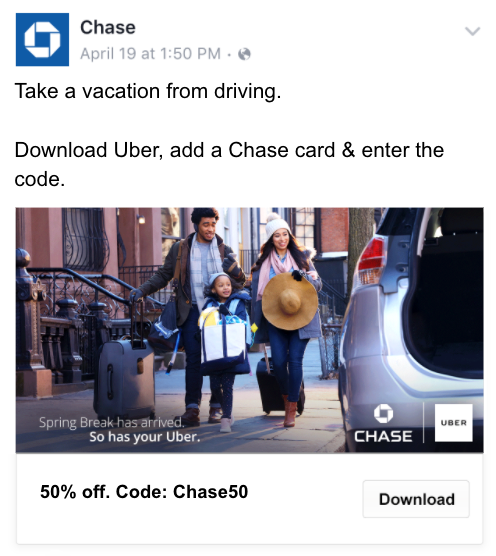 Chase
April 19 at 1:50 PM ·
Take a vacation from driving.
Download Uber, add a Chase card & enter the
code.
Spring Break has arrived.
So has your Uber.
CHASE
UBER
50% off. Code: Chase50
Download